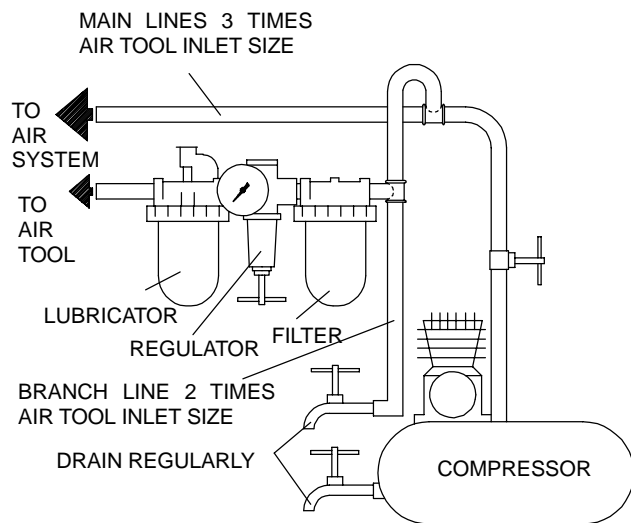 MAIN LINES 3 TIMES
AIR TOOL INLET SIZE
TO
AIR
SYSTEM
TO
AIR
TOOL
LUBRICATOR
REGULATOR
FILTER
BRANCH LINE 2 TIMES
AIR TOOL INLET SIZE
DRAIN REGULARLY
COMPRESSOR